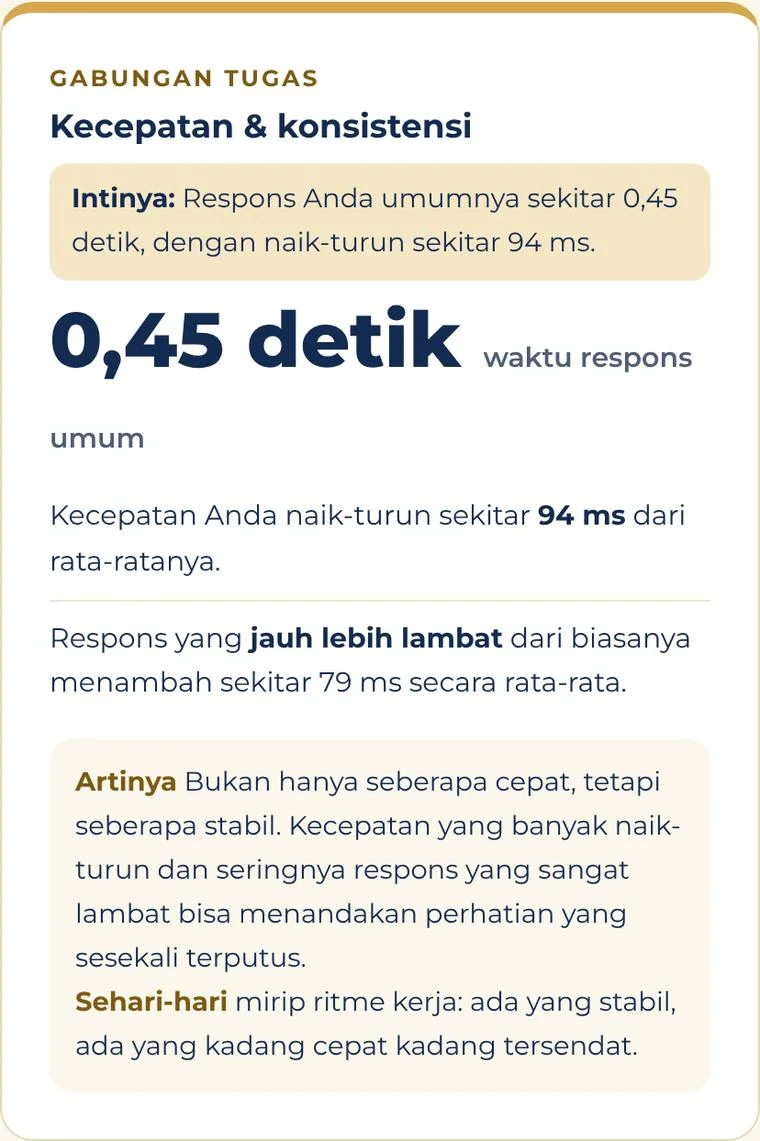 GABUNGAN TUGAS
Kecepatan & konsistensi
Intinya: Respons Anda umumnya sekitar 0,45
detik, dengan naik-turun sekitar 94 ms.
0,45 detik waktu respons
umum
Kecepatan Anda naik-turun sekitar 94 ms dari
rata-ratanya.
Respons yang jauh lebih lambat dari biasanya
menambah sekitar 79 ms secara rata-rata.
Artinya Bukan hanya seberapa cepat, tetapi
seberapa stabil. Kecepatan yang banyak naik-
turun dan seringnya respons yang sangat
lambat bisa menandakan perhatian yang
sesekali terputus.
Sehari-hari mirip ritme kerja: ada yang stabil,
ada yang kadang cepat kadang tersendat.